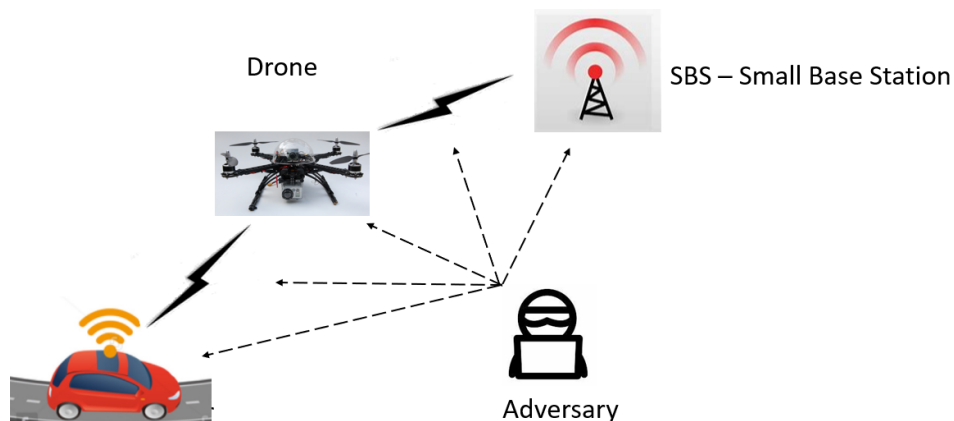 Drone
SBS – Small Base Station
Adversary